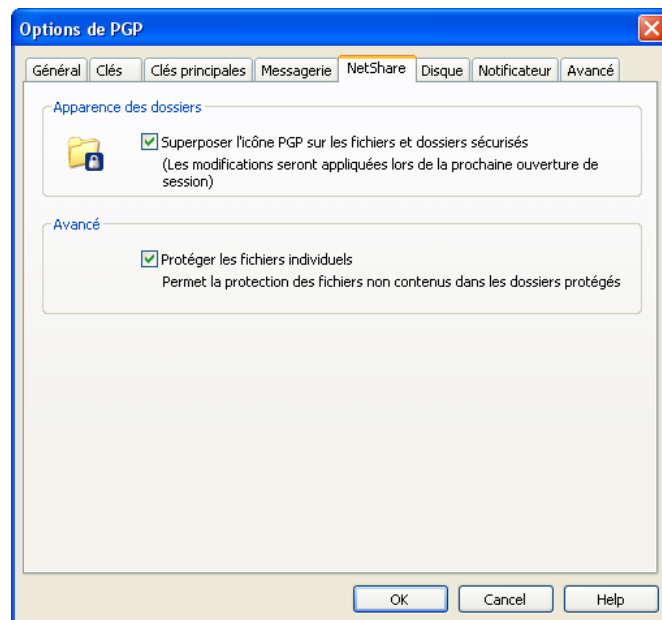 Options de PGP
Général
Clés
Clés principales
Messagerie
NetShare
Disque
Notificateur
Avancé
Apparence des dossiers
Superposer l'icône PGP sur les fichiers et dossiers sécurisés
(Les modifications seront appliquées lors de la prochaine ouverture de
session)
Avancé
Protéger les fichiers individuels
Permet la protection des fichiers non contenus dans les dossiers protégés
OK
Cancel
Help